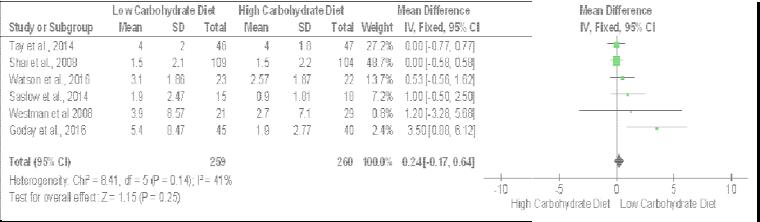 Low Carbohydrate Diet High Carbohydrate Diet Mean Difference Mean Difference
Study or Subgroup Mean SD Total Mean SD Total Weight IV, Fixed, 95% CI IV, Fixed, 95% CI
Tay et al., 2014 4 2 46 4 1.8 47 27.2% 0.00 [-0.77, 0.77]
Shai et al., 2008 1.5 2.1 109 1.5 2.2 104 48.7% 0.00 [-0.58, 0.58]
Watson et al., 2016 3.1 1.86 23 2.57 1.87 22 13.7% 0.53 [-0.56, 1.62]
Saslow et al., 2014 1.9 2.47 15 0.9 18 7.2% 1.00 [-0.50, 2.50]
Westman et al 2008 3.9 8.57 21 2.7 7.1 29 0.8% 1.20 [-3.28, 5.68]
Goday et al., 2016 5.4 8.47 45 1.9 2.77 40 2.4% 3.50 [0.88, 6.12]
Total (95% CI) 259 260 100.0% 0.24 [-0.17, 0.64]
Heterogeneity: Chi² = 8.41, df = 5 (P = 0.14); I² = 41%
Test for overall effect: Z = 1.15 (P = 0.25)
-10 -5 0 5 10
High Carbohydrate Diet Low Carbohydrate Diet